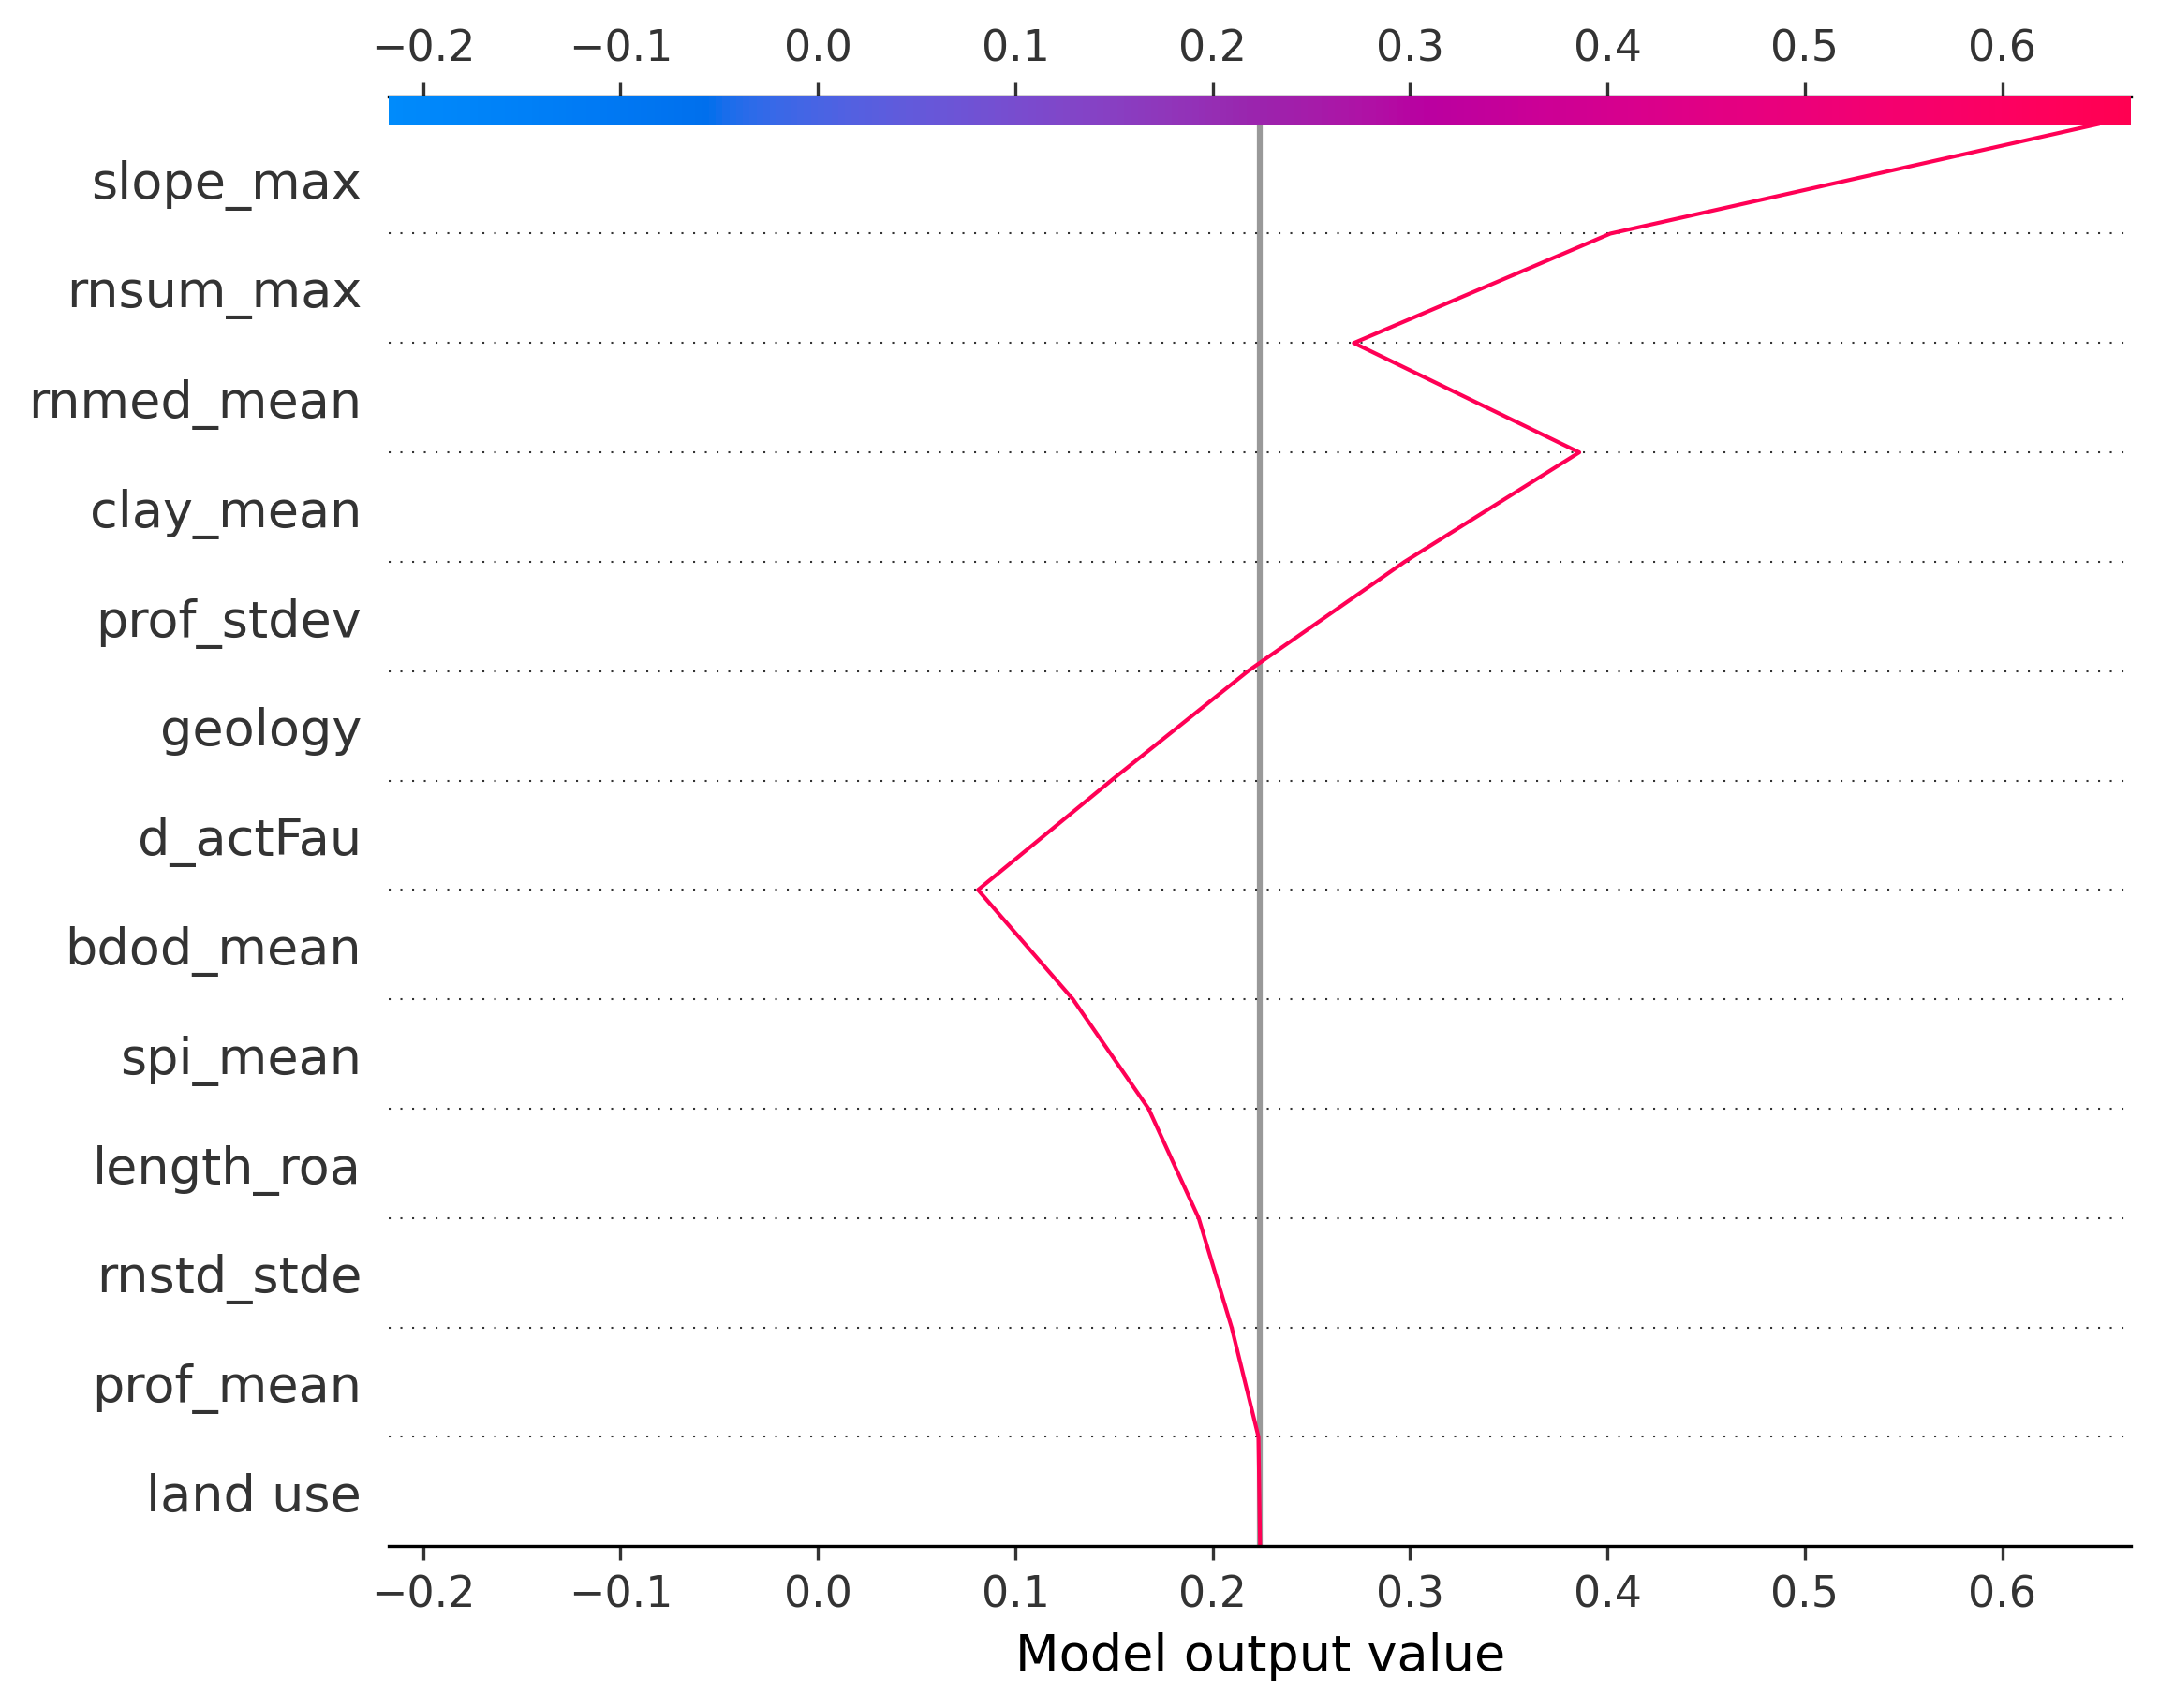 −0.2 −0.1 0.0 0.1 0.2 0.3 0.4 0.5 0.6
slope_max
rnsum_max
rnmed_mean
clay_mean
prof_stdev
geology
d_actFau
bdod_mean
spi_mean
length_roa
rnstd_stde
prof_mean
land use
−0.2 −0.1 0.0 0.1 0.2 0.3 0.4 0.5 0.6
Model output value